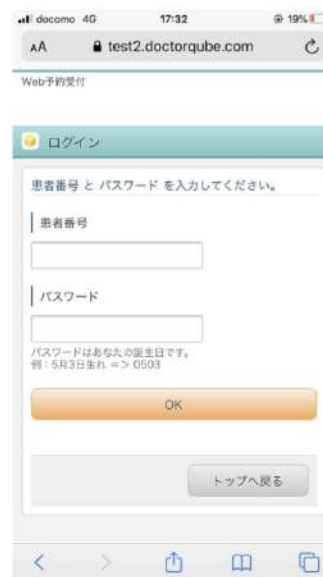 docomo 4G 17:32 19%
AA test2.doctorqube.com
Web予約受付
ログイン
患者番号 と パスワード を入力してください。
患者番号
パスワード
パスワードはあなたの誕生日です。
例：5月3日生れ => 0503
OK
トップへ戻る